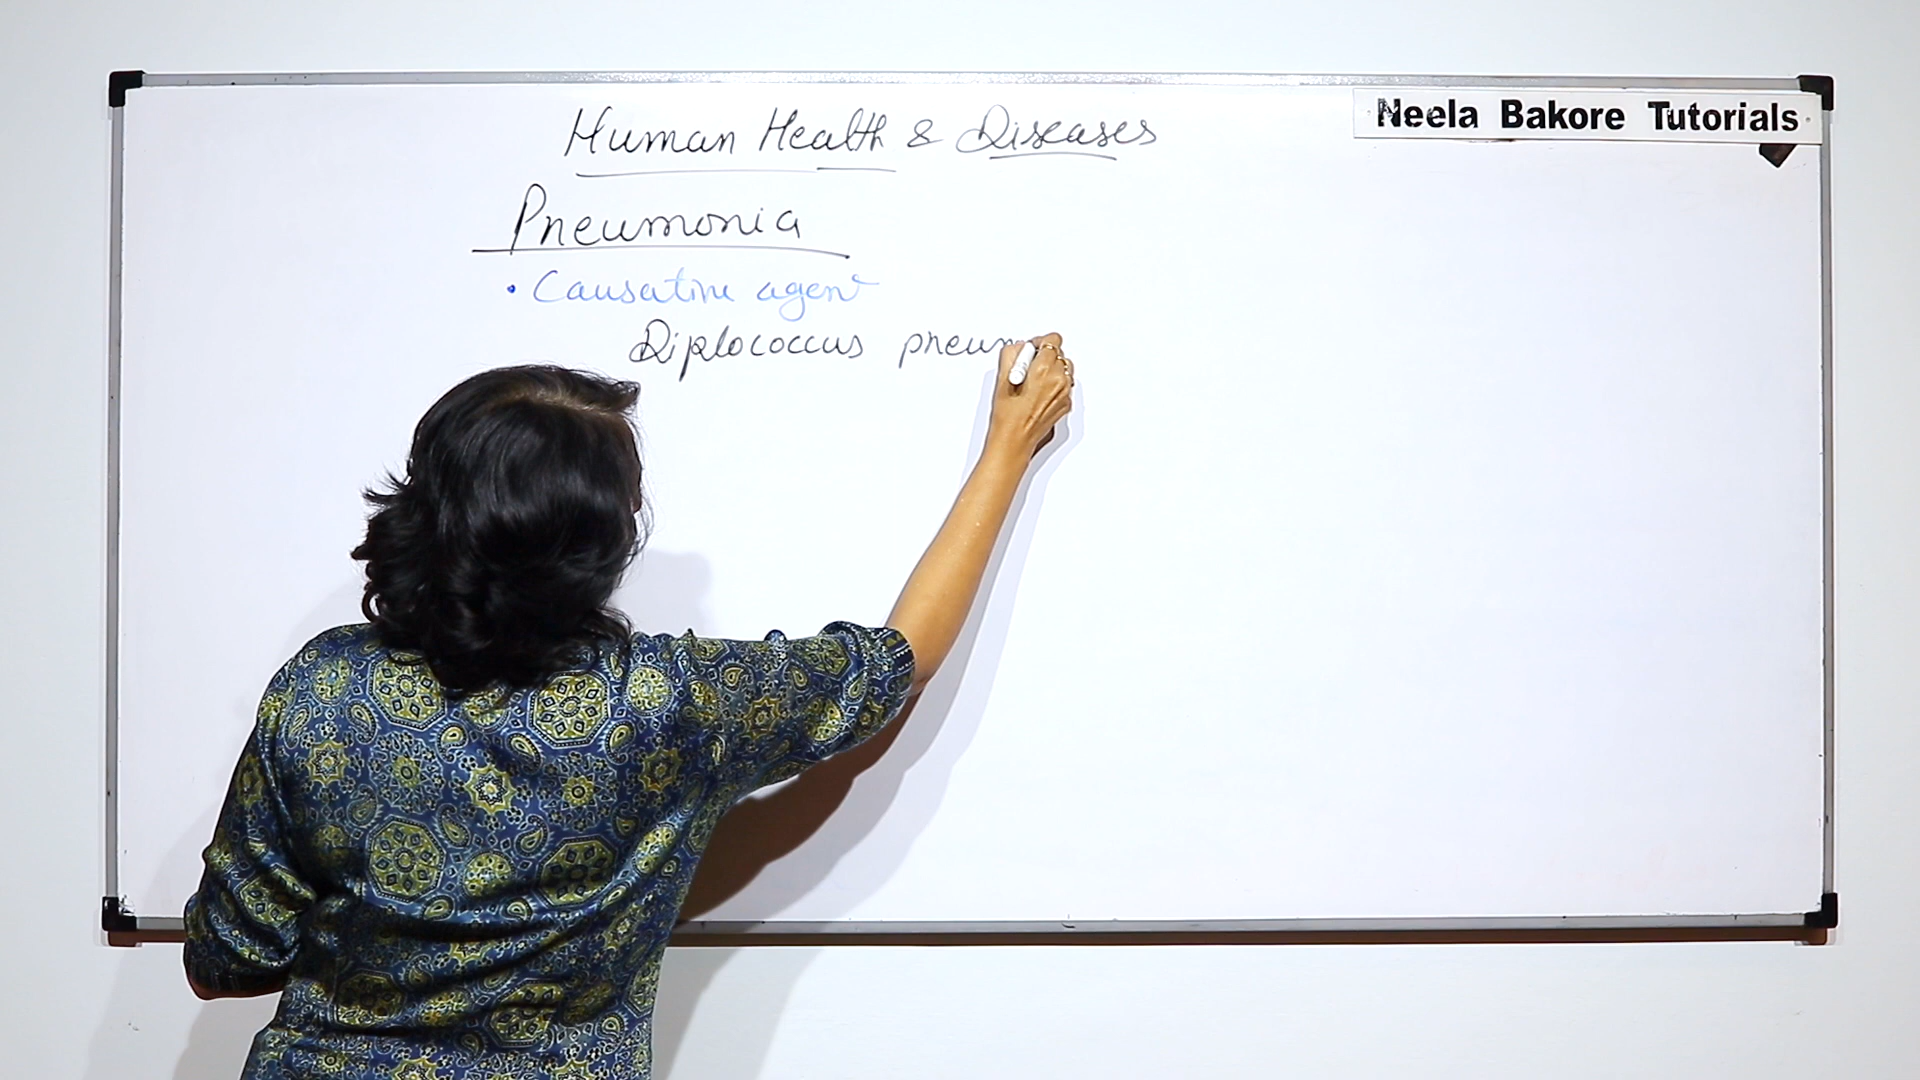 Human Health & Diseases
Neela Bakore Tutorials
Pneumonia
• Causative agent
Diplococcus pneum